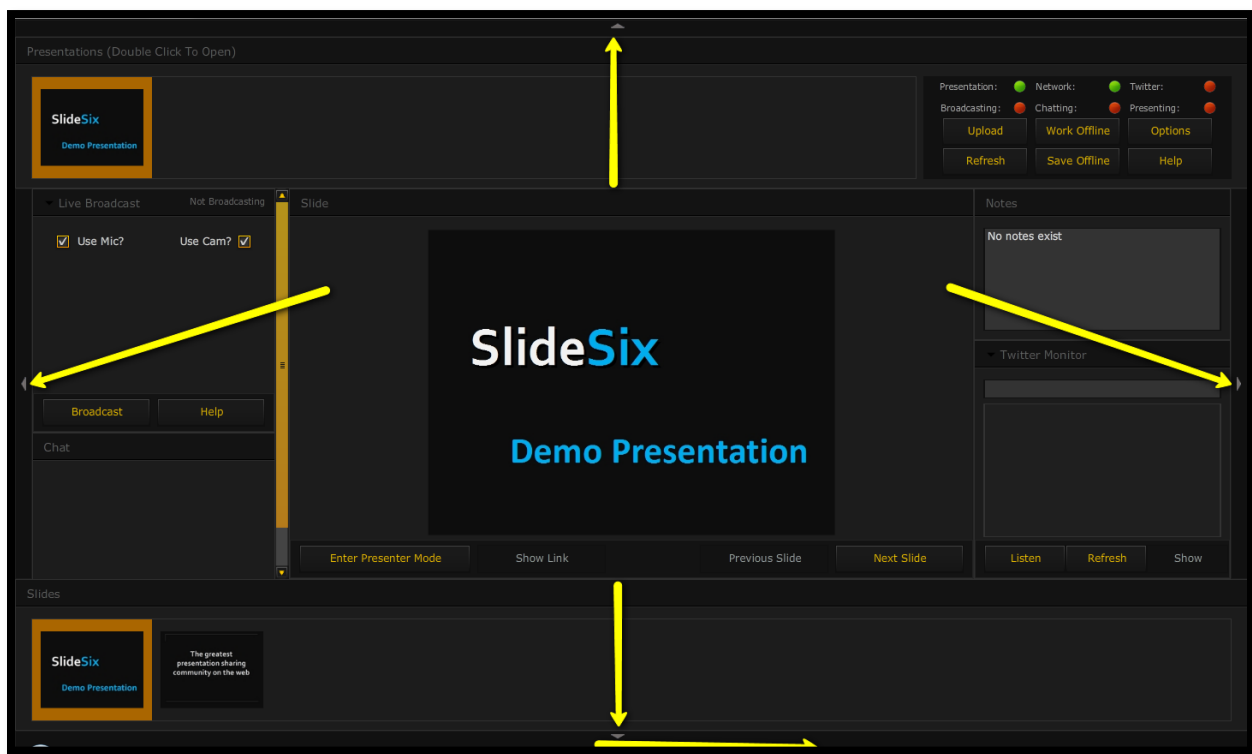 Presentations (Double Click To Open)
SlideSix
Demo Presentation
Presentation: Network: Twitter:
Broadcasting: Chatting: Presenting:
Upload Work Offline Options
Refresh Save Offline Help
Live Broadcast Not Broadcasting
Use Mic? Use Cam?
Broadcast Help
Chat
Slide
SlideSix
Demo Presentation
Enter Presenter Mode Show Link Previous Slide Next Slide
Notes
No notes exist
Twitter Monitor
Listen Refresh Show
Slides
SlideSix
Demo Presentation
The greatest
presentation sharing
community on the web